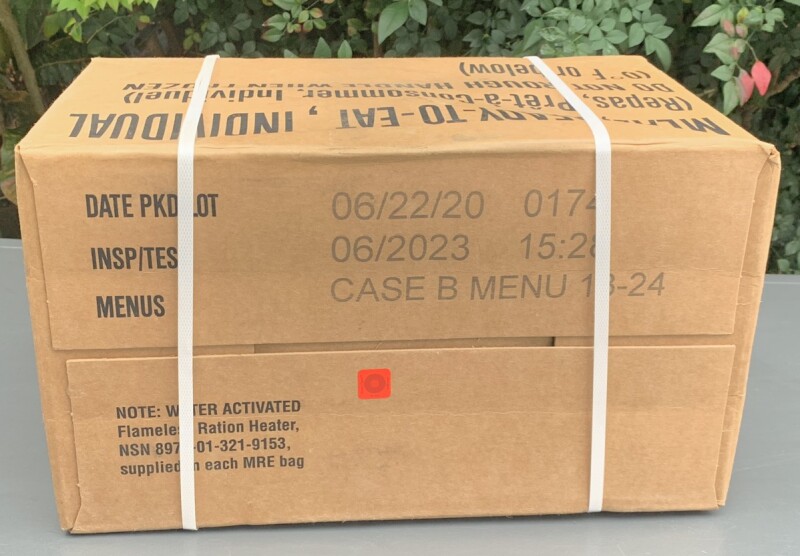 READY-TO-EAT, INDIVIDUAL
(Repas, Prêt-à-Consommer, Individuel)
DO NOT ROUGH HANDLE WHEN FROZEN
(0°F or below)
DATE PKD/LOT 06/22/20 0174
INSP/TES 06/2023 15:28
MENUS CASE B MENU 13-24
NOTE: WATER ACTIVATED
Flameless Ration Heater,
NSN 8970-01-321-9153,
supplied in each MRE bag